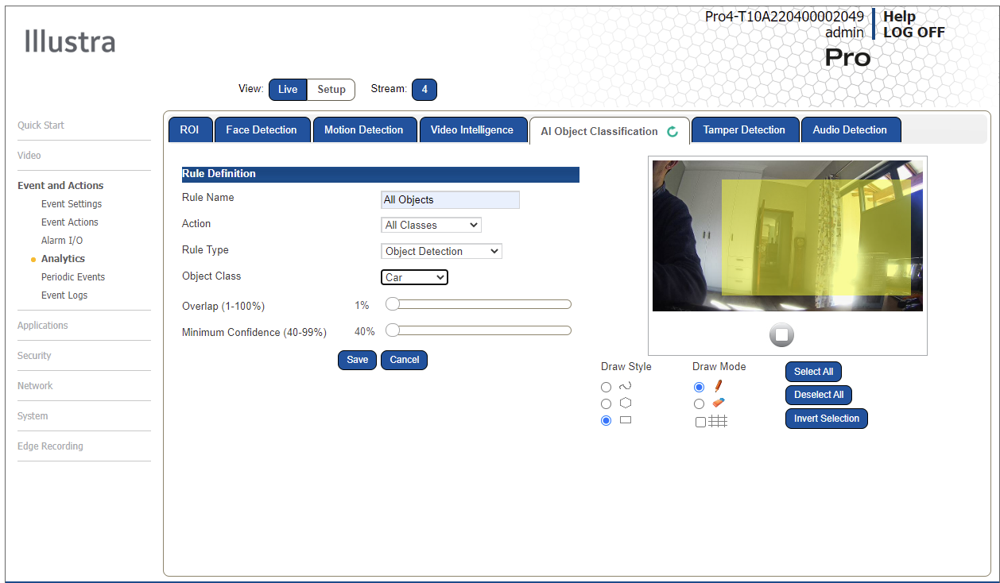 Pro4-T10A220400002049
Help
admin
LOG OFF
Illustra
Pro
View:
Live
Setup
Stream:
4
Quick Start
Video
Event and Actions
Event Settings
Event Actions
Alarm I/O
Analytics
Periodic Events
Event Logs
Applications
Security
Network
System
Edge Recording
ROI
Face Detection
Motion Detection
Video Intelligence
AI Object Classification
Tamper Detection
Audio Detection
Rule Definition
Rule Name
All Objects
Action
All Classes
Rule Type
Object Detection
Object Class
Car
Overlap (1-100%)
1%
Minimum Confidence (40-99%)
40%
Save
Cancel
Draw Style
Draw Mode
Select All
Deselect All
Invert Selection